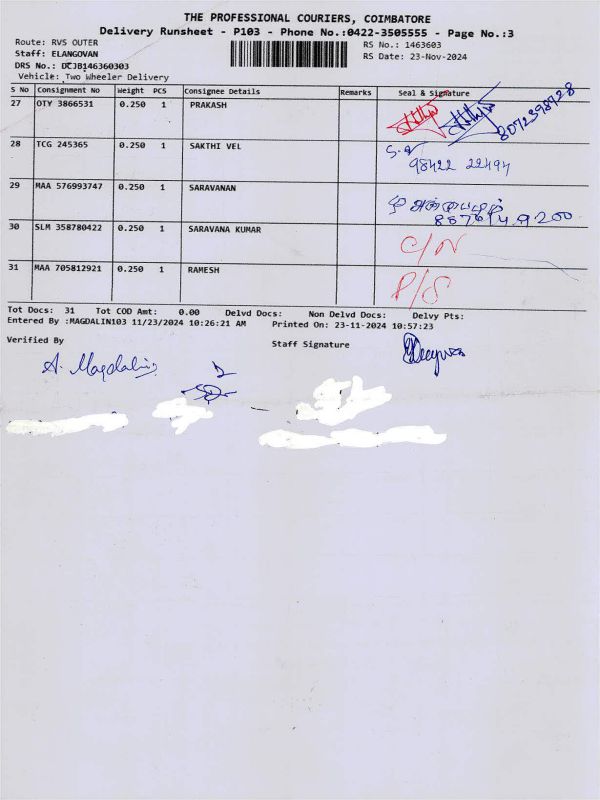 THE PROFESSIONAL COURIERS, COIMBATORE
Delivery Runsheet - P103 - Phone No.:0422-3505555 - Page No.:3
Route: RVS OUTER
RS No.: 1463603
Staff: ELANGOVAN
RS Date: 23-Nov-2024
DRS No.: DCJB146360303
Vehicle: Two Wheeler Delivery
S No Consignment No Weight PCS Consignee Details Remarks Seal & Signature
27 OTY 3866531 0.250 1 PRAKASH 8072398728
28 TCG 245365 0.250 1 SAKTHI VEL
98422 22494
29 MAA 576993747 0.250 1 SARAVANAN
30 SLM 358780422 0.250 1 SARAVANA KUMAR C/N
31 MAA 705812921 0.250 1 RAMESH P/S
Tot Docs: 31 Tot COD Amt: 0.00 Delvd Docs: Non Delvd Docs: Delvy Pts:
Entered By :MAGDALIN103 11/23/2024 10:26:21 AM Printed On: 23-11-2024 10:57:23
Verified By
Staff Signature
A. Magdalin